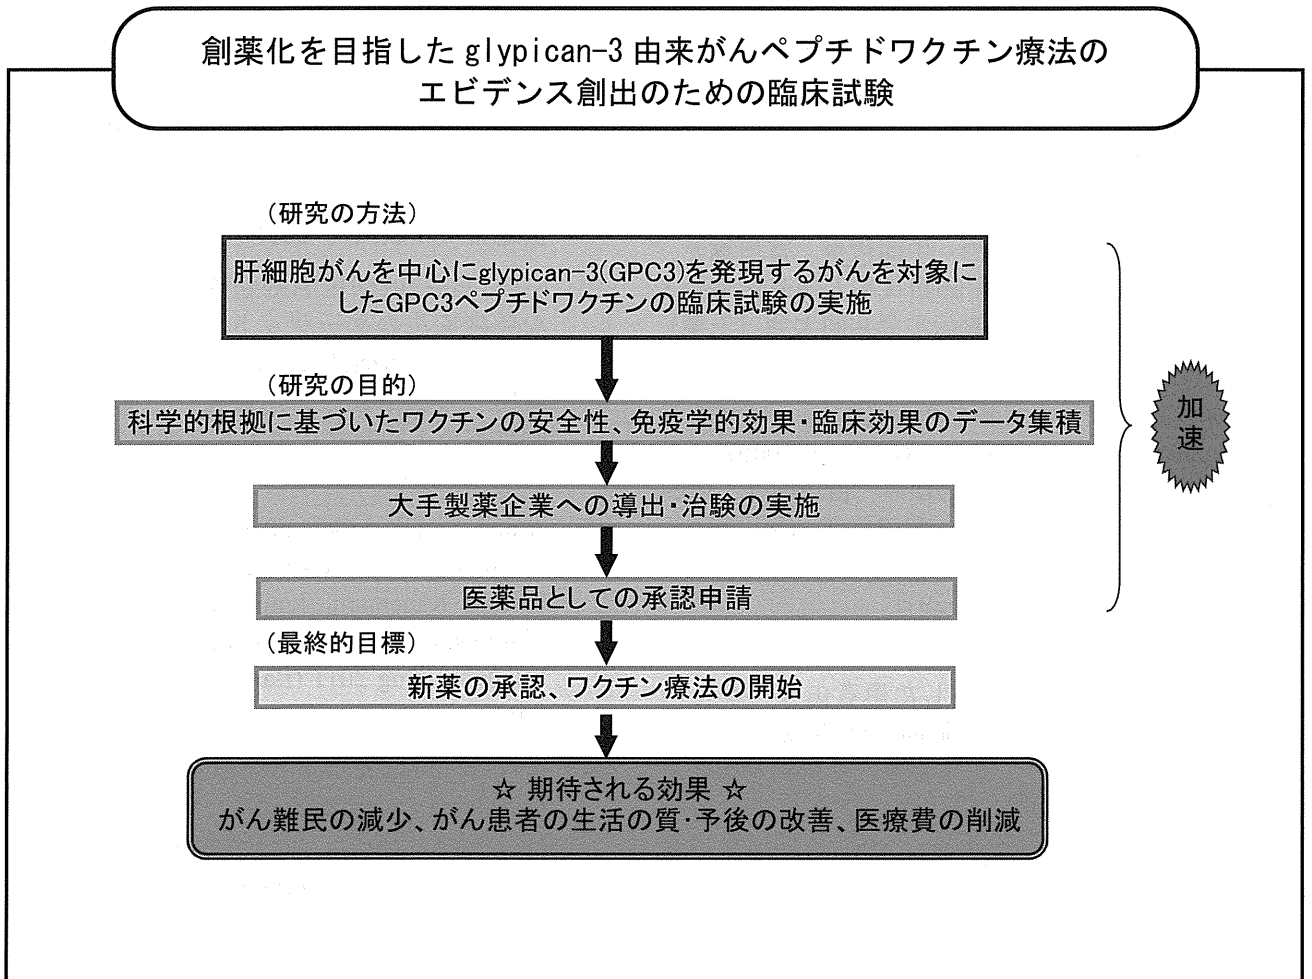 創薬化を目指した glypican-3 由来がんペプチドワクチン療法の
エビデンス創出のための臨床試験
（研究の方法）
肝細胞がんを中心にglypican-3(GPC3)を発現するがんを対象に
したGPC3ペプチドワクチンの臨床試験の実施
（研究の目的）
科学的根拠に基づいたワクチンの安全性、免疫学的効果・臨床効果のデータ集積
加
速
大手製薬企業への導出・治験の実施
医薬品としての承認申請
（最終的目標）
新薬の承認、ワクチン療法の開始
☆ 期待される効果 ☆
がん難民の減少、がん患者の生活の質・予後の改善、医療費の削減